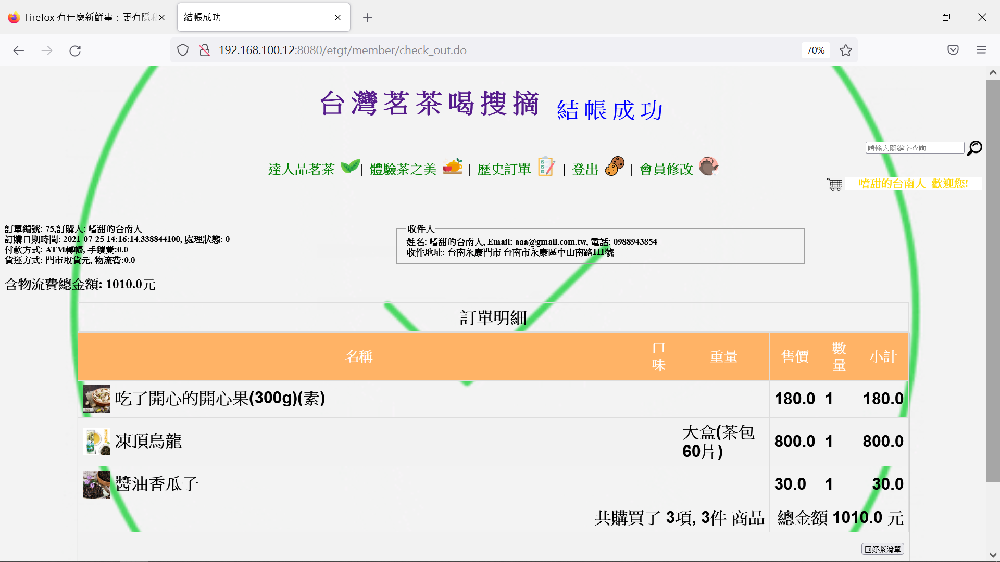 Firefox 有什麼新鮮事：更有隱私
結帳成功
192.168.100.12:8080/etgt/member/check_out.do
70%
台灣茗茶喝搜摘 結帳成功
請輸入關鍵字查詢
達人品茗茶 | 體驗茶之美 | 歷史訂單 | 登出 | 會員修改
嗜甜的台南人 歡迎您!
訂單編號: 75,訂購人: 嗜甜的台南人
訂購日期時間: 2021-07-25 14:16:14.338844100, 處理狀態: 0
付款方式: ATM轉帳, 手續費:0.0
貨運方式: 門市取貨元, 物流費:0.0
收件人
姓名: 嗜甜的台南人, Email: aaa@gmail.com.tw, 電話: 0988943854
收件地址: 台南永康門市 台南市永康區中山南路111號
含物流費總金額: 1010.0元
訂單明細
名稱 口味 重量 售價 數量 小計
吃了開心的開心果(300g)(素) 180.0 1 180.0
凍頂烏龍 大盒(茶包60片) 800.0 1 800.0
醬油香瓜子 30.0 1 30.0
共購買了 3項, 3件 商品 總金額 1010.0 元
回好茶清單